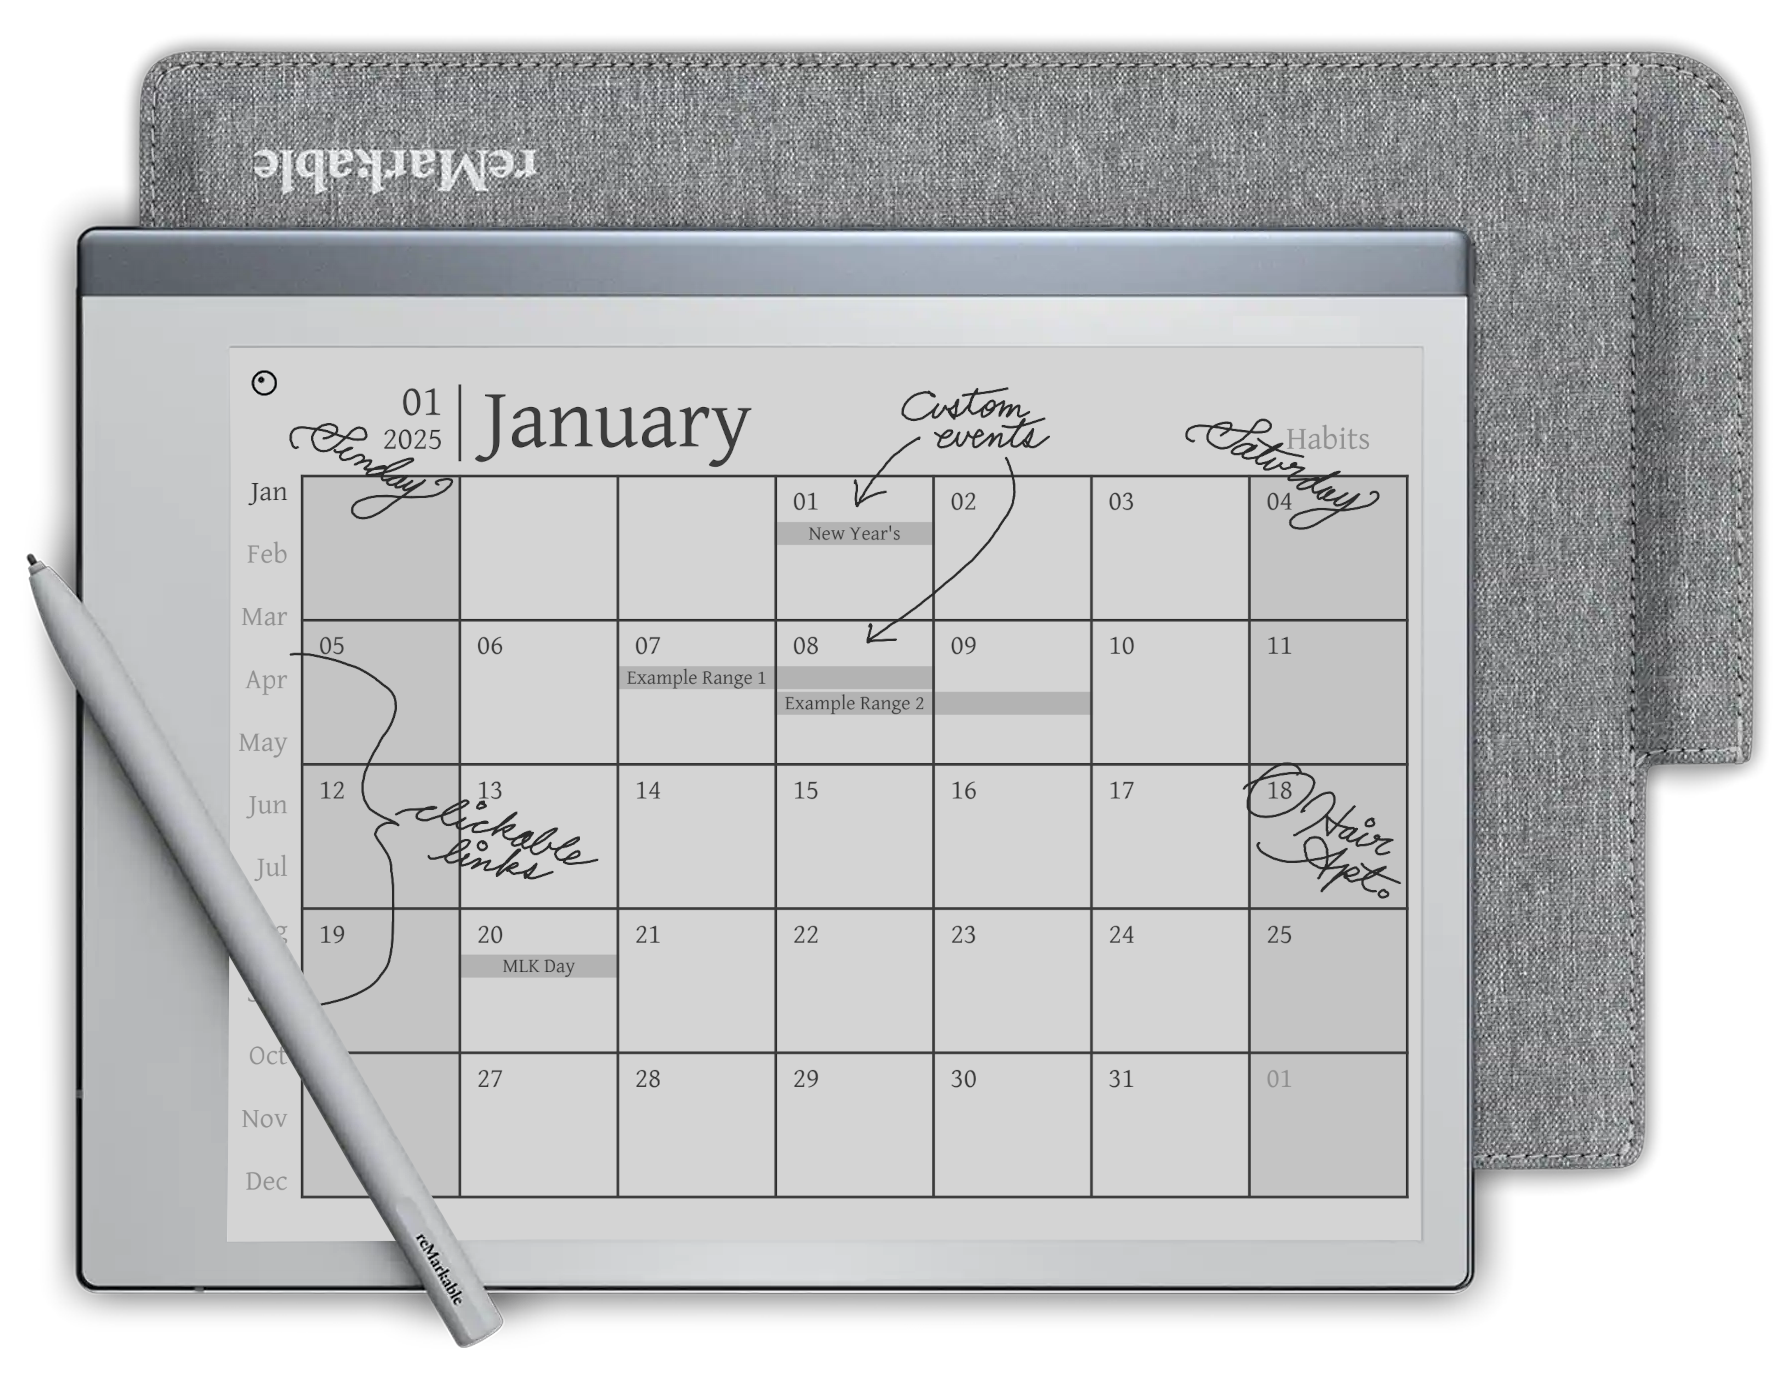 reMarkable
01
2025
January
Custom
events
Sunday
Saturday
Habits
Jan
Feb
Mar
Apr
May
Jun
Jul
Oct
Nov
Dec
01 02 03 04
New Year's
05 06 07 08 09 10 11
Example Range 1
Example Range 2
12 13 14 15 16 17 18
clickable
links
Hair
Apt.
19 20 21 22 23 24 25
MLK Day
27 28 29 30 31 01
reMarkable